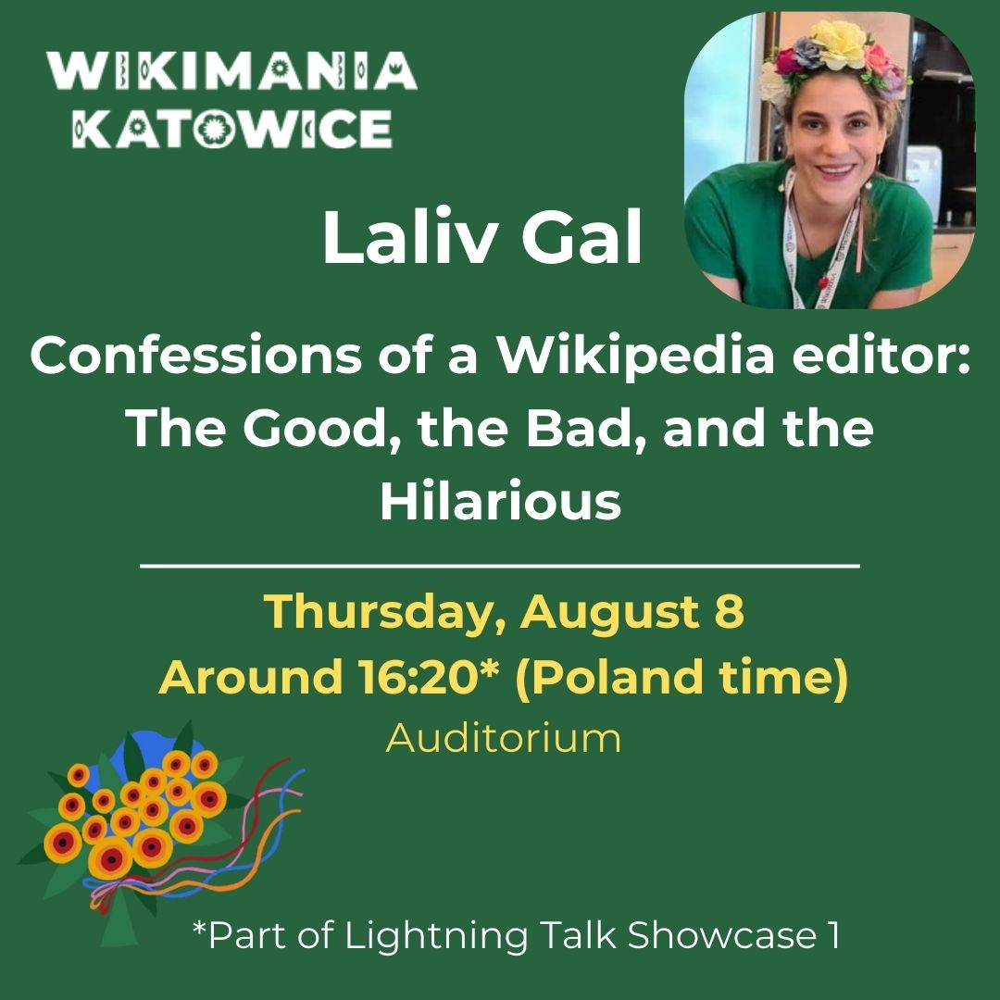 WIKIMANIA
KATOWICE
Laliv Gal
Confessions of a Wikipedia editor:
The Good, the Bad, and the
Hilarious
Thursday, August 8
Around 16:20* (Poland time)
Auditorium
*Part of Lightning Talk Showcase 1